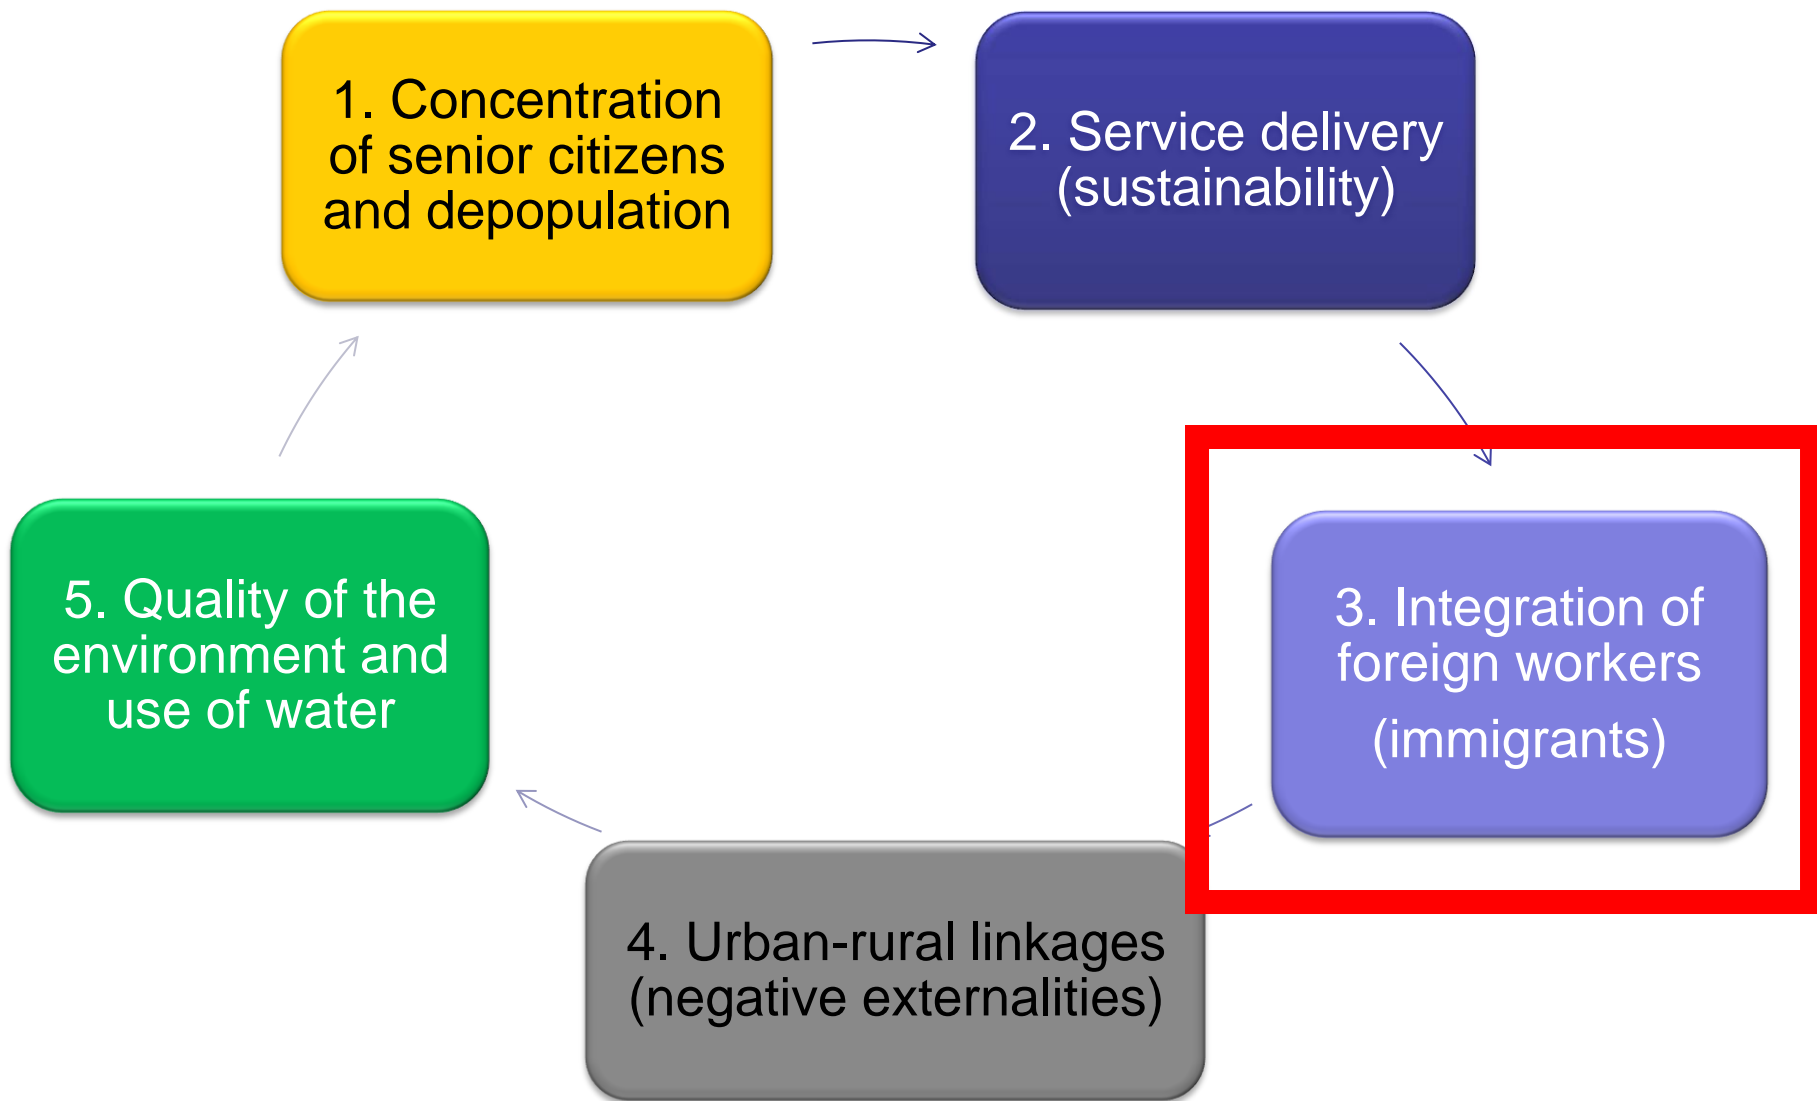 1. Concentration
of senior citizens
and depopulation
2. Service delivery
(sustainability)
3. Integration of
foreign workers
(immigrants)
4. Urban-rural linkages
(negative externalities)
5. Quality of the
environment and
use of water